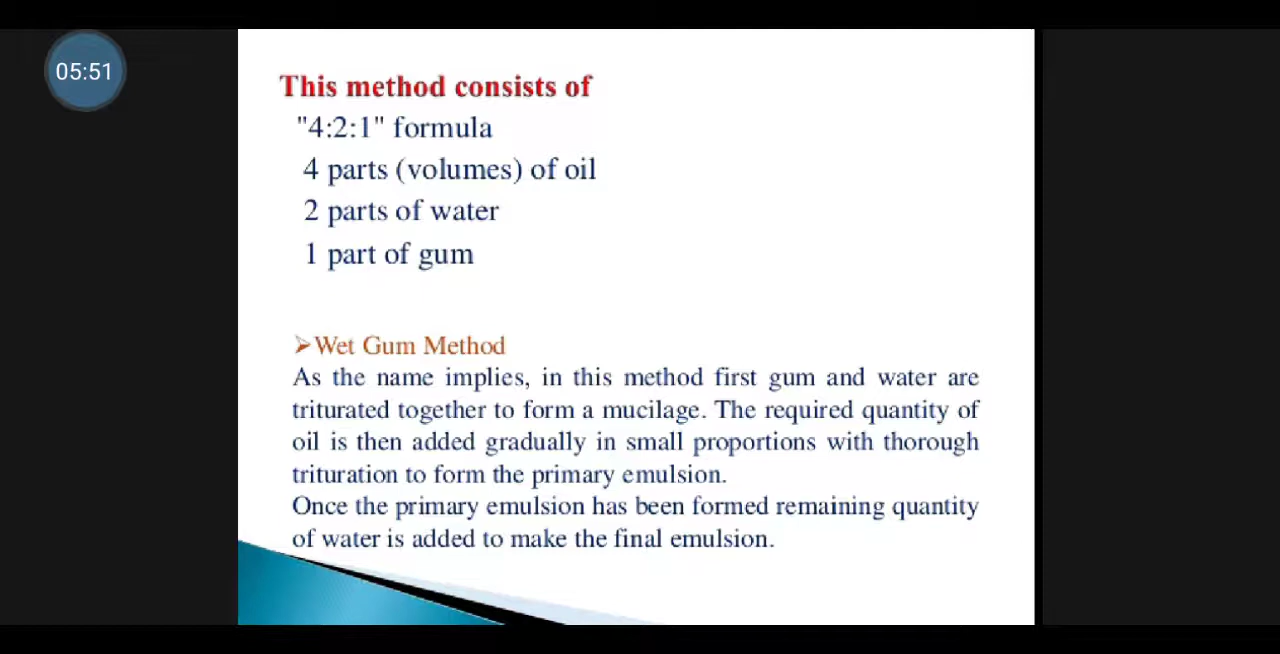 05:51
This method consists of
"4:2:1" formula
4 parts (volumes) of oil
2 parts of water
1 part of gum
➢Wet Gum Method
As the name implies, in this method first gum and water are
triturated together to form a mucilage. The required quantity of
oil is then added gradually in small proportions with thorough
trituration to form the primary emulsion.
Once the primary emulsion has been formed remaining quantity
of water is added to make the final emulsion.